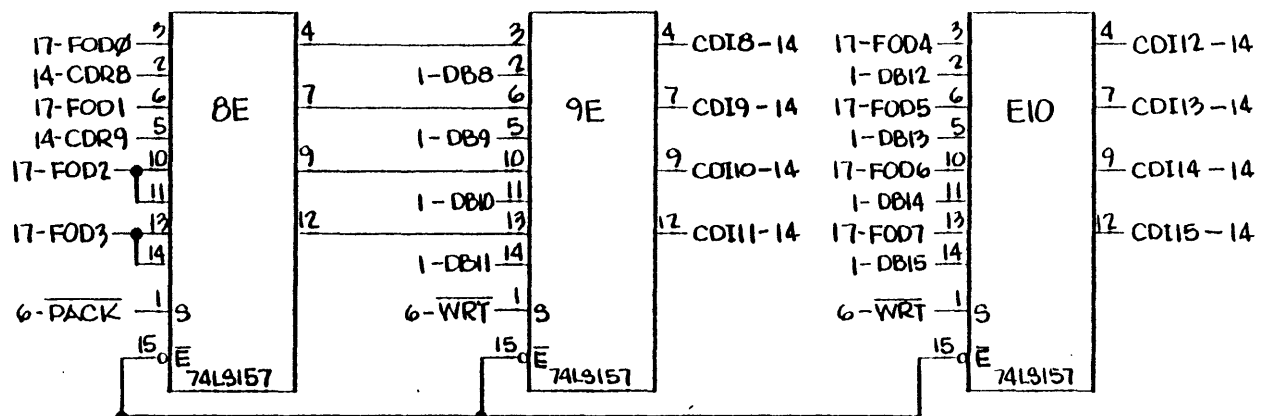 17-FODØ 3 4 3 4 CDI8-14 17-FOD4 3 4 CDI12-14
14-CDR8 2 1-DB8 2 1-DB12 2
17-FOD1 6 8E 7 6 9E 7 CDI9-14 17-FOD5 6 E10 7 CDI13-14
14-CDR9 5 1-DB9 5 1-DB13 5
17-FOD2 10 9 10 9 CDI10-14 17-FOD6 10 9 CDI14-14
11 1-DB10 11 1-DB14 11
17-FOD3 13 12 13 12 CDI11-14 17-FOD7 13 12 CDI15-14
14 1-DB11 14 1-DB15 14
6-P̅A̅C̅K̅ 1 S 6-W̅R̅T̅ 1 S 6-W̅R̅T̅ 1 S
15 E̅ 15 E̅ 15 E̅
74LS157 74LS157 74LS157